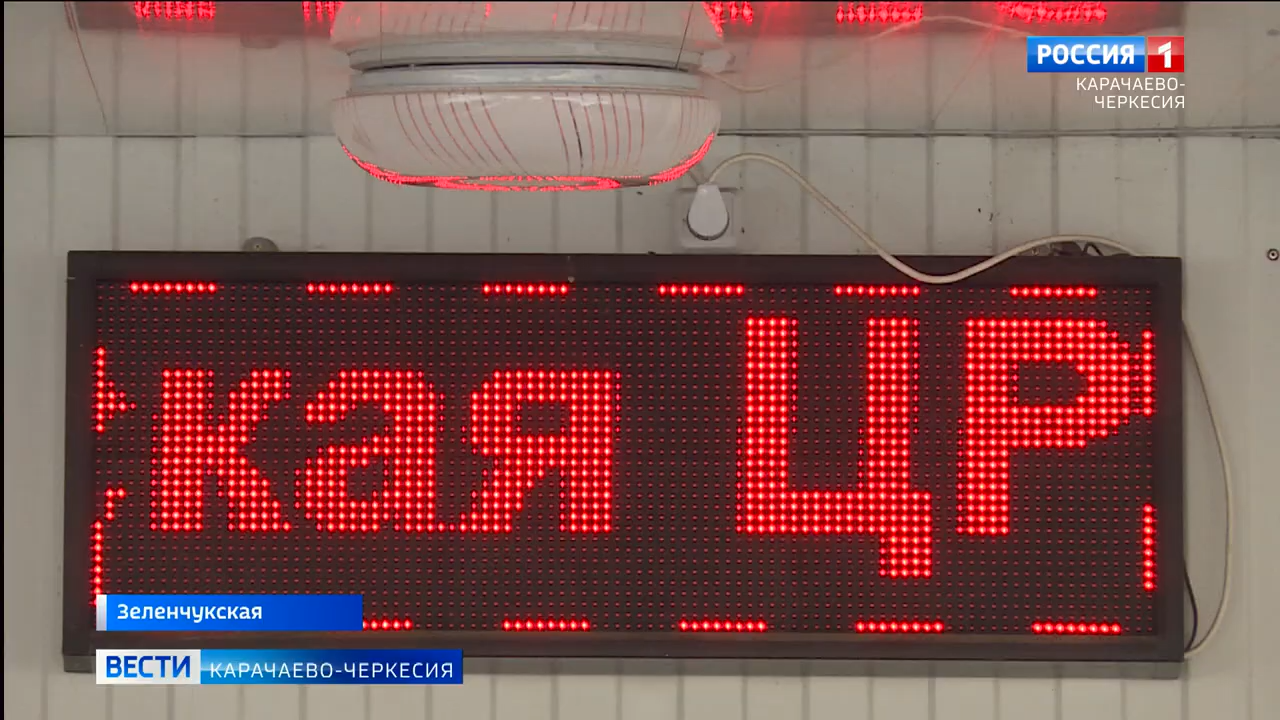 РОССИЯ 1
КАРАЧАЕВО-
ЧЕРКЕСИЯ
кая ЦР
Зеленчукская
ВЕСТИ КАРАЧАЕВО-ЧЕРКЕСИЯ